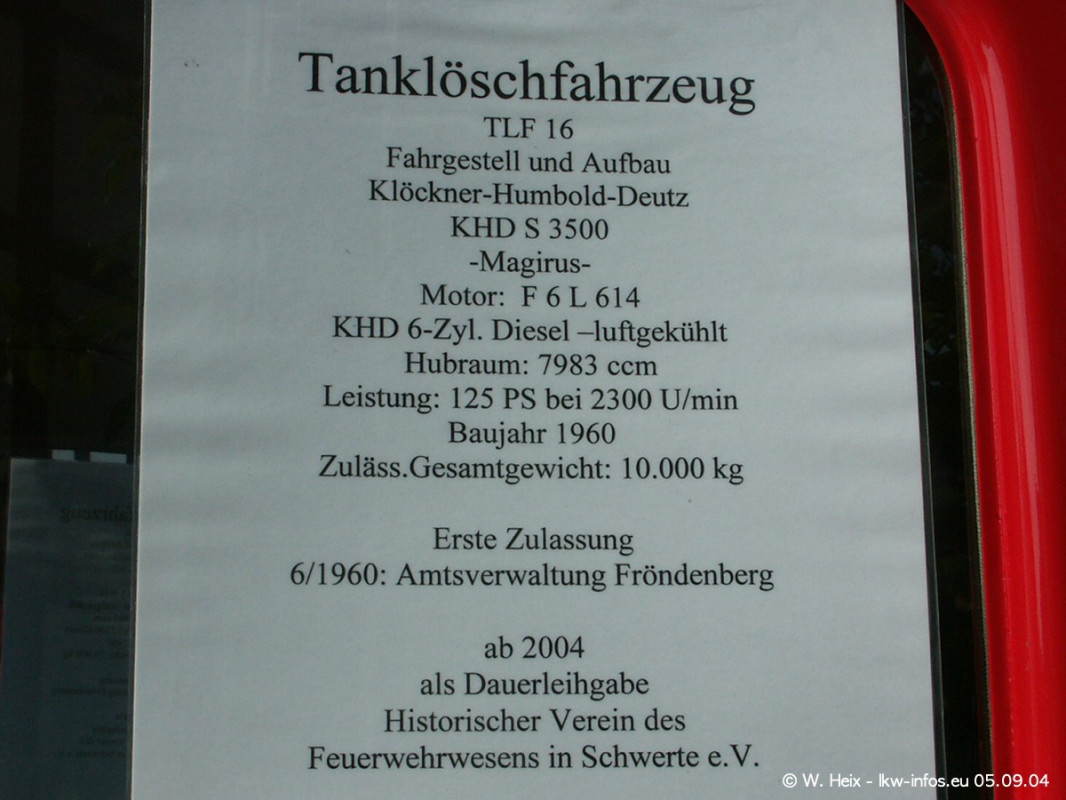 Tanklöschfahrzeug
TLF 16
Fahrgestell und Aufbau
Klöckner-Humbold-Deutz
KHD S 3500
-Magirus-
Motor: F 6 L 614
KHD 6-Zyl. Diesel –luftgekühlt
Hubraum: 7983 ccm
Leistung: 125 PS bei 2300 U/min
Baujahr 1960
Zuläss.Gesamtgewicht: 10.000 kg
Erste Zulassung
6/1960: Amtsverwaltung Fröndenberg
ab 2004
als Dauerleihgabe
Historischer Verein des
Feuerwehrwesens in Schwerte e.V.
© W. Heix - lkw-infos.eu 05.09.04